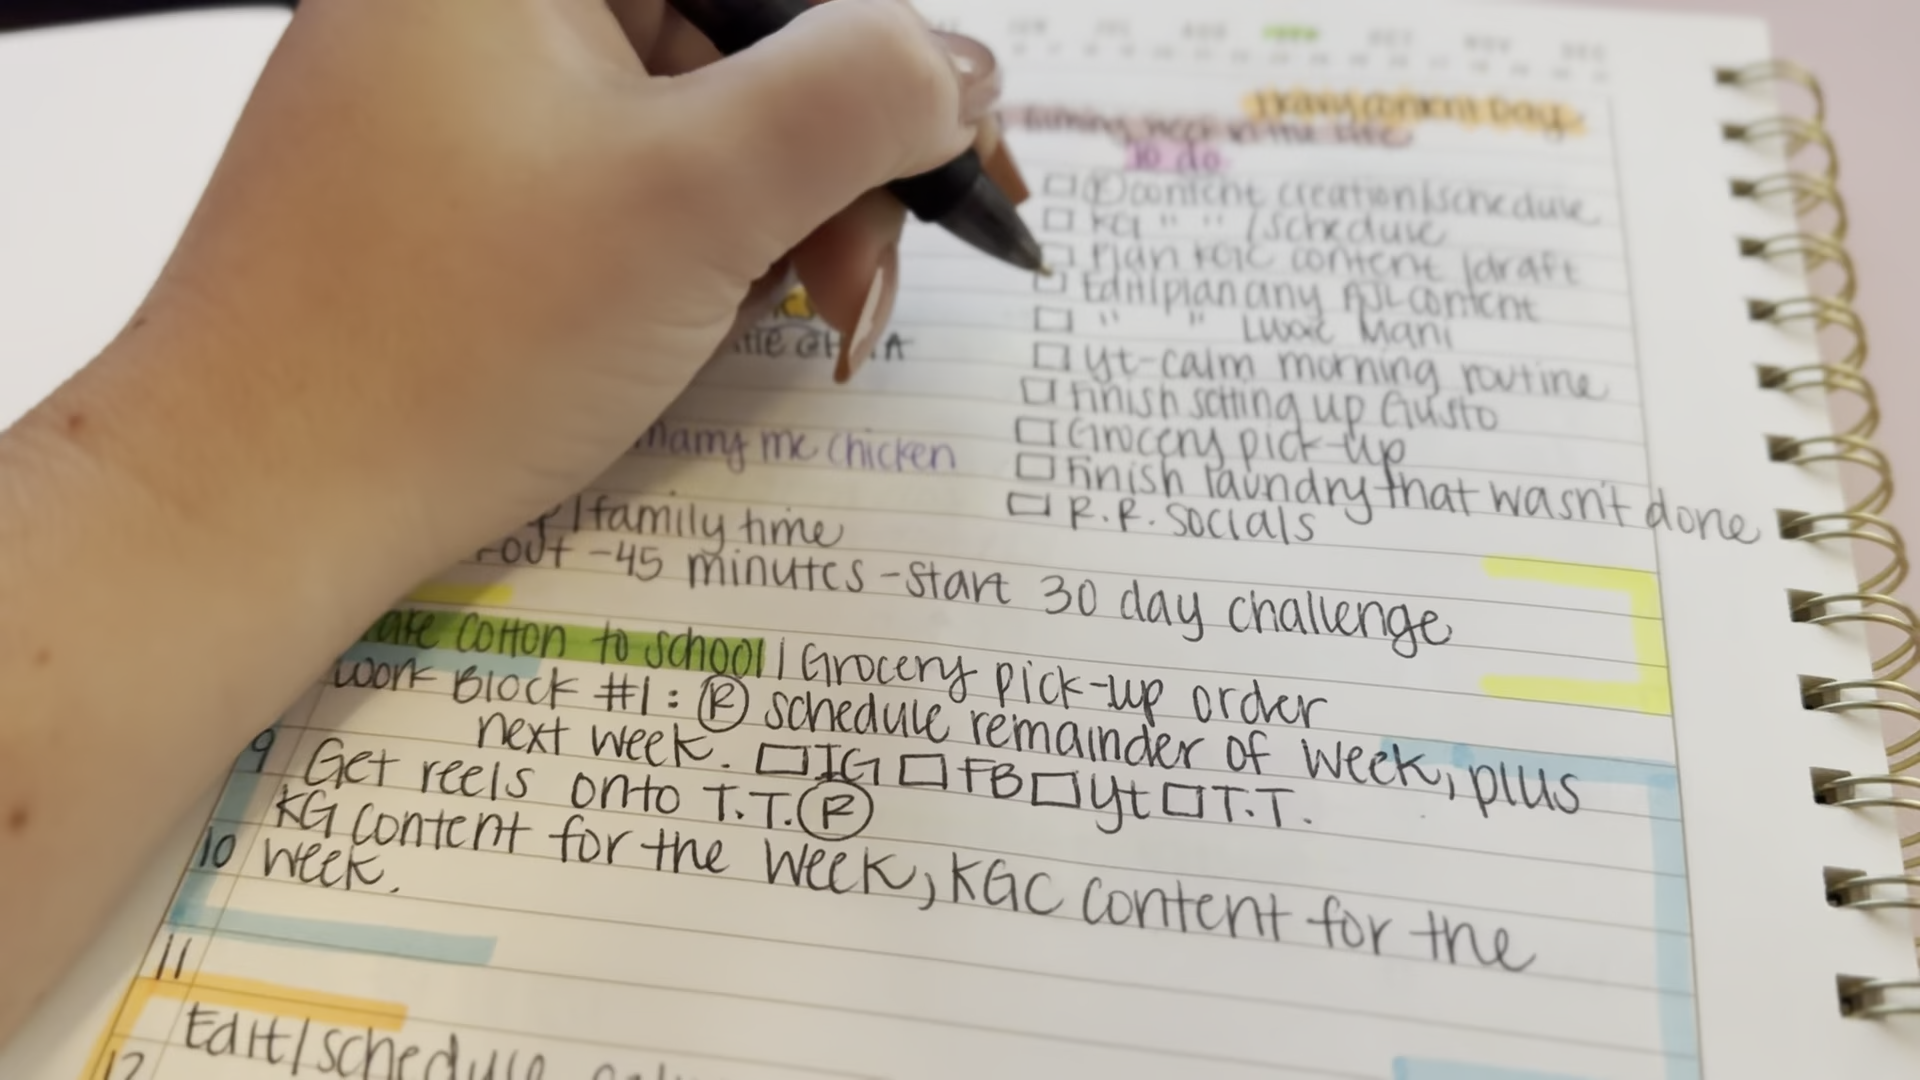 To do
Ⓡ content creation/schedule
KG " " /schedule
Plan KGC content/draft
Edit/plan any AJL content
" " Luxe Mani
Yt-calm morning routine
Finish setting up Gusto
Grocery pick-up
Finish laundry that wasn't done
R.R. socials
me chicken
|family time
-45 minutes -start 30 day challenge
Cotton to school | Grocery pick-up order
Work Block #1: Ⓡ schedule remainder of week, plus
next week. ☐IG ☐FB ☐Yt ☐T.T.
9 Get reels onto T.T. Ⓡ
KG content for the week, KGC content for the
10 week.
11
Edit/schedule
12